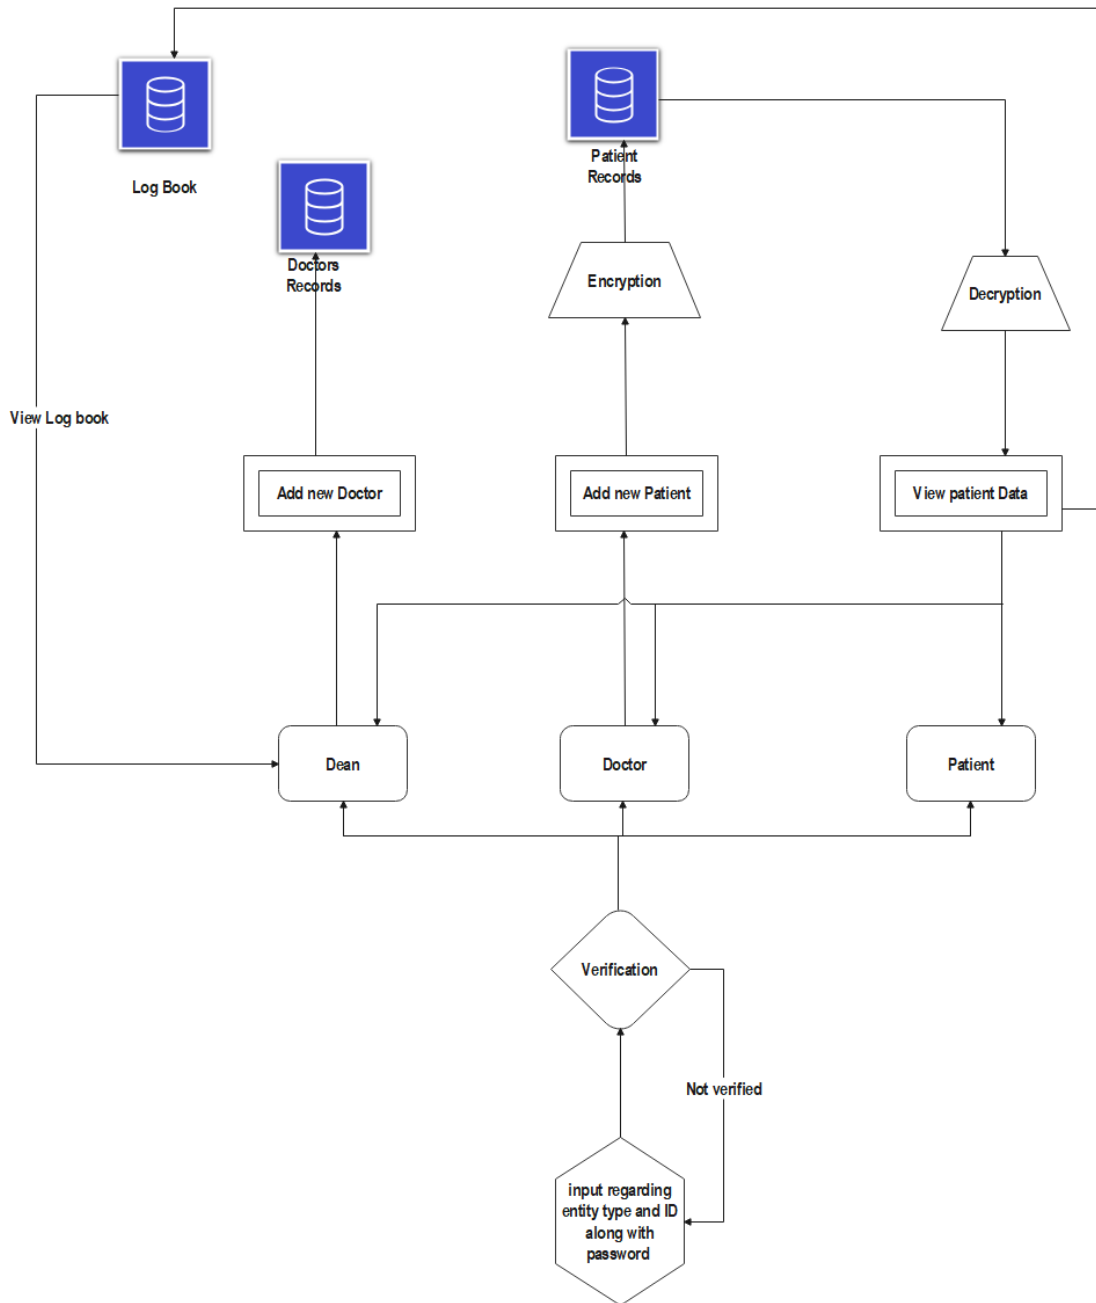 Log Book
Patient
Records
Doctors
Records
Encryption
Decryption
View Log book
Add new Doctor
Add new Patient
View patient Data
Dean
Doctor
Patient
Verification
Not verified
input regarding
entity type and ID
along with
password